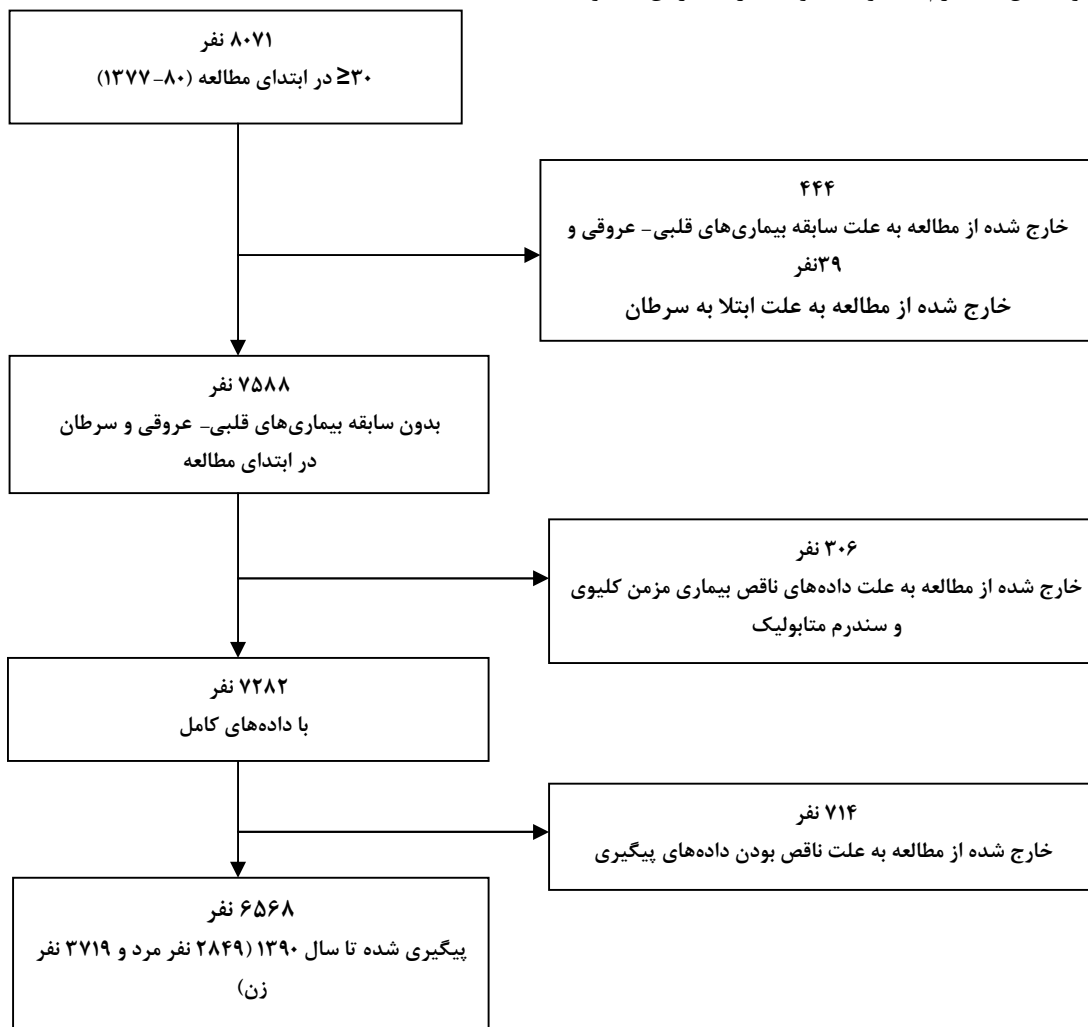 ۸۰۷۱ نفر
≥۳۰ در ابتدای مطالعه (۸۰-۱۳۷۷)
۴۴۴
خارج شده از مطالعه به علت سابقه بیماری‌های قلبی- عروقی و
۳۹نفر
خارج شده از مطالعه به علت ابتلا به سرطان
۷۵۸۸ نفر
بدون سابقه بیماری‌های قلبی- عروقی و سرطان
در ابتدای مطالعه
۳۰۶ نفر
خارج شده از مطالعه به علت داده‌های ناقص بیماری مزمن کلیوی
و سندرم متابولیک
۷۲۸۲ نفر
با داده‌های کامل
۷۱۴ نفر
خارج شده از مطالعه به علت ناقص بودن داده‌های پیگیری
۶۵۶۸ نفر
پیگیری شده تا سال ۱۳۹۰ (۲۸۴۹ نفر مرد و ۳۷۱۹ نفر
زن)